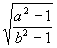 √((a² − 1)/(b² − 1))